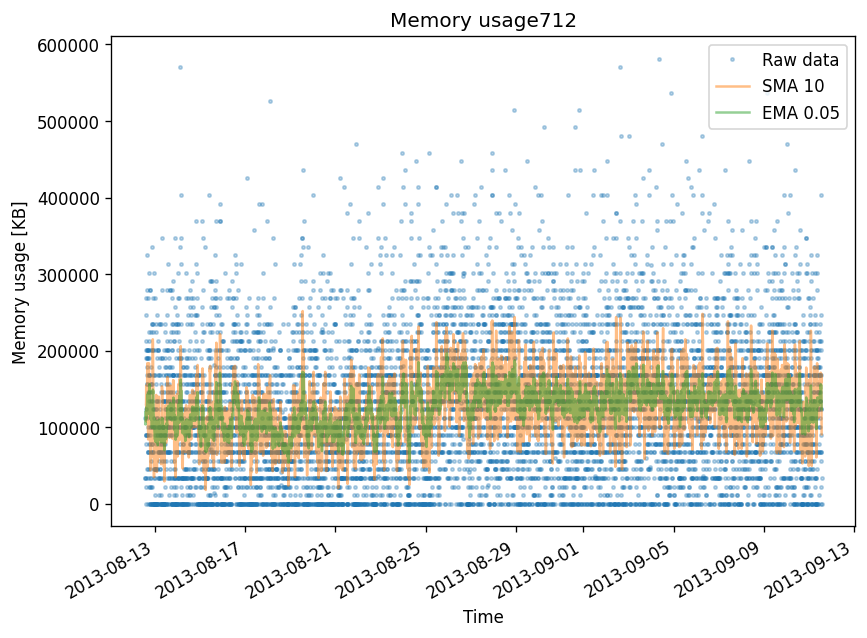 Memory usage712
Raw data
SMA 10
EMA 0.05
Memory usage [KB]
600000
500000
400000
300000
200000
100000
0
2013-08-13
2013-08-17
2013-08-21
2013-08-25
2013-08-29
2013-09-01
2013-09-05
2013-09-09
2013-09-13
Time